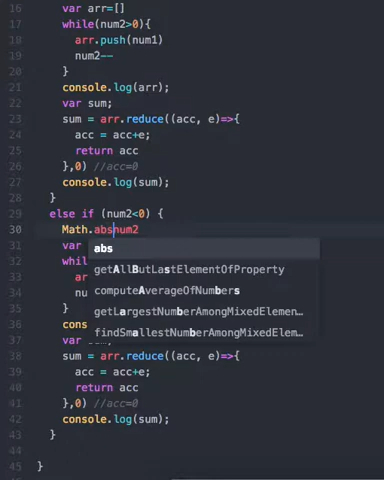 16 var arr=[]
17 while(num2>0){
18 arr.push(num1)
19 num2--
20 }
21 console.log(arr);
22 var sum;
23 sum = arr.reduce((acc, e)=>{
24 acc = acc+e;
25 return acc
26 },0) //acc=0
27 console.log(sum);
28 }
29 else if (num2<0) {
30 Math.absnum2
31 var
abs
32 whil
getAllButLastElementOfProperty
33 ar
computeAverageOfNumbers
34 nu
getLargestNumberAmongMixedElemen…
35 }
findSmallestNumberAmongMixedElem…
36 cons
37 var sum;
38 sum = arr.reduce((acc, e)=>{
39 acc = acc+e;
40 return acc
41 },0) //acc=0
42 console.log(sum);
43 }
44
45 }
46